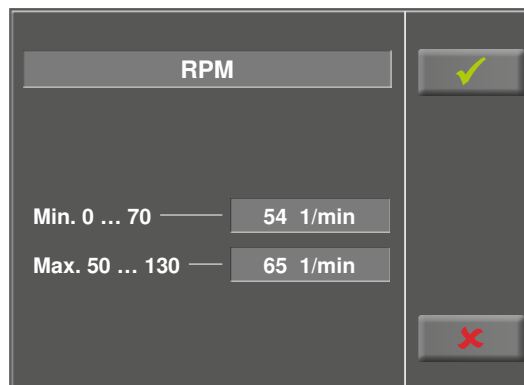 RPM
Min. 0 … 70 54 1/min
Max. 50 … 130 65 1/min